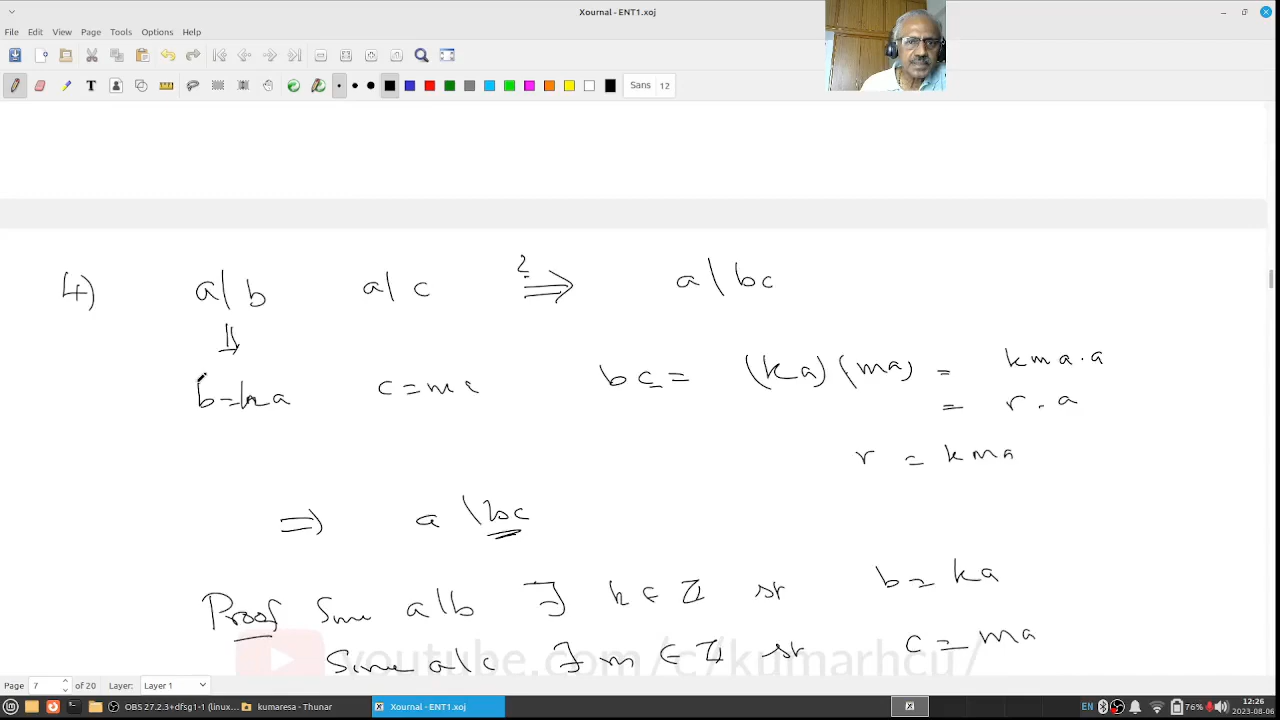 Xournal - ENT1.xoj
File Edit View Page Tools Options Help
T Sans 12
4) a|b a|c ?⇒ a|bc
⇓
b=ka c=ma bc= (ka)(ma) = kma.a
= r.a
r = kma
⇒ a|bc
Proof Since a|b ∃ k∈ℤ st b=ka
Since a|c ∃ m∈ℤ st c=ma
youtube.com/c/kumarhcu/
Page 7 of 20 Layer: Layer 1
OBS 27.2.3+dfsg1-1 (linux... kumaresa - Thunar Xournal - ENT1.xoj EN 76% 12:26
2023-08-06